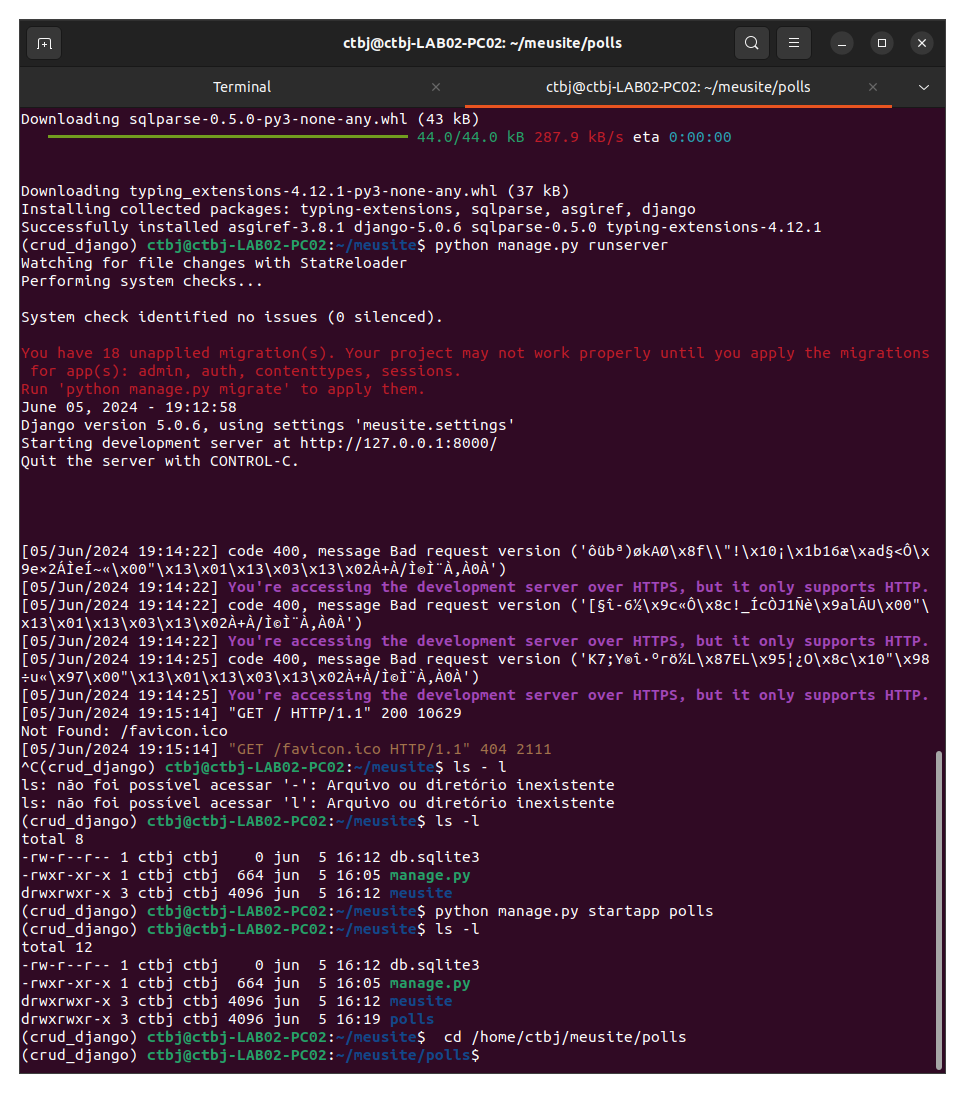 ctbj@ctbj-LAB02-PC02: ~/meusite/polls
Terminal
ctbj@ctbj-LAB02-PC02: ~/meusite/polls
Downloading sqlparse-0.5.0-py3-none-any.whl (43 kB)
44.0/44.0 kB 287.9 kB/s eta 0:00:00
Downloading typing_extensions-4.12.1-py3-none-any.whl (37 kB)
Installing collected packages: typing-extensions, sqlparse, asgiref, django
Successfully installed asgiref-3.8.1 django-5.0.6 sqlparse-0.5.0 typing-extensions-4.12.1
(crud_django) ctbj@ctbj-LAB02-PC02:~/meusite$ python manage.py runserver
Watching for file changes with StatReloader
Performing system checks...
System check identified no issues (0 silenced).
You have 18 unapplied migration(s). Your project may not work properly until you apply the migrations
for app(s): admin, auth, contenttypes, sessions.
Run 'python manage.py migrate' to apply them.
June 05, 2024 - 19:12:58
Django version 5.0.6, using settings 'meusite.settings'
Starting development server at http://127.0.0.1:8000/
Quit the server with CONTROL-C.
[05/Jun/2024 19:14:22] code 400, message Bad request version ('ôübª)økAØ\x8f\\"!\x10¡\x1b16æ\xad§<Ô\x
9e×2ÁÌeÍ~«\x00"\x13\x01\x13\x03\x13\x02À+À/Ì©Ì¨À,À0À')
[05/Jun/2024 19:14:22] You're accessing the development server over HTTPS, but it only supports HTTP.
[05/Jun/2024 19:14:22] code 400, message Bad request version ('[§î-6½\x9c«Ô\x8c!_ÍcÒJ1Ñè\x9alÃU\x00"\
x13\x01\x13\x03\x13\x02À+À/Ì©Ì¨À,À0À')
[05/Jun/2024 19:14:22] You're accessing the development server over HTTPS, but it only supports HTTP.
[05/Jun/2024 19:14:25] code 400, message Bad request version ('K7;Y®î·ºrö½L\x87EL\x95¦¿O\x8c\x10"\x98
÷u«\x97\x00"\x13\x01\x13\x03\x13\x02À+À/Ì©Ì¨À,À0À')
[05/Jun/2024 19:14:25] You're accessing the development server over HTTPS, but it only supports HTTP.
[05/Jun/2024 19:15:14] "GET / HTTP/1.1" 200 10629
Not Found: /favicon.ico
[05/Jun/2024 19:15:14] "GET /favicon.ico HTTP/1.1" 404 2111
^C(crud_django) ctbj@ctbj-LAB02-PC02:~/meusite$ ls - l
ls: não foi possível acessar '-': Arquivo ou diretório inexistente
ls: não foi possível acessar 'l': Arquivo ou diretório inexistente
(crud_django) ctbj@ctbj-LAB02-PC02:~/meusite$ ls -l
total 8
-rw-r--r-- 1 ctbj ctbj    0 jun  5 16:12 db.sqlite3
-rwxr-xr-x 1 ctbj ctbj  664 jun  5 16:05 manage.py
drwxrwxr-x 3 ctbj ctbj 4096 jun  5 16:12 meusite
(crud_django) ctbj@ctbj-LAB02-PC02:~/meusite$ python manage.py startapp polls
(crud_django) ctbj@ctbj-LAB02-PC02:~/meusite$ ls -l
total 12
-rw-r--r-- 1 ctbj ctbj    0 jun  5 16:12 db.sqlite3
-rwxr-xr-x 1 ctbj ctbj  664 jun  5 16:05 manage.py
drwxrwxr-x 3 ctbj ctbj 4096 jun  5 16:12 meusite
drwxrwxr-x 3 ctbj ctbj 4096 jun  5 16:19 polls
(crud_django) ctbj@ctbj-LAB02-PC02:~/meusite$  cd /home/ctbj/meusite/polls
(crud_django) ctbj@ctbj-LAB02-PC02:~/meusite/polls$